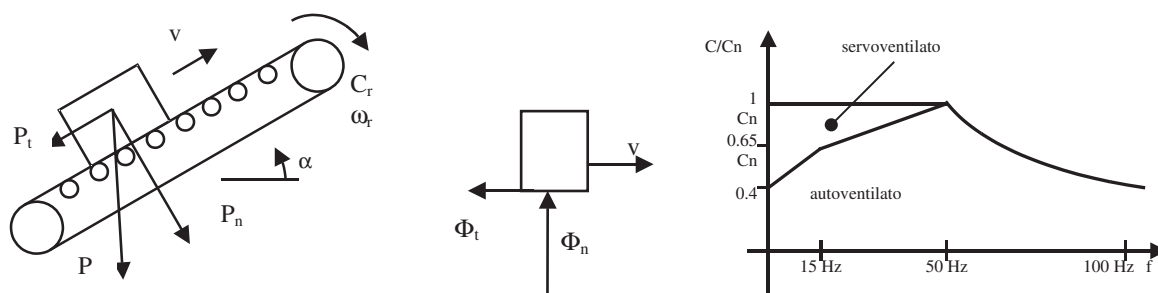 v
C_r
ω_r
P_t
α
P_n
P
v
Φ_t
Φ_n
C/Cn
servoventilato
1
Cn
0.65
Cn
0.4
autoventilato
15 Hz
50 Hz
100 Hz f